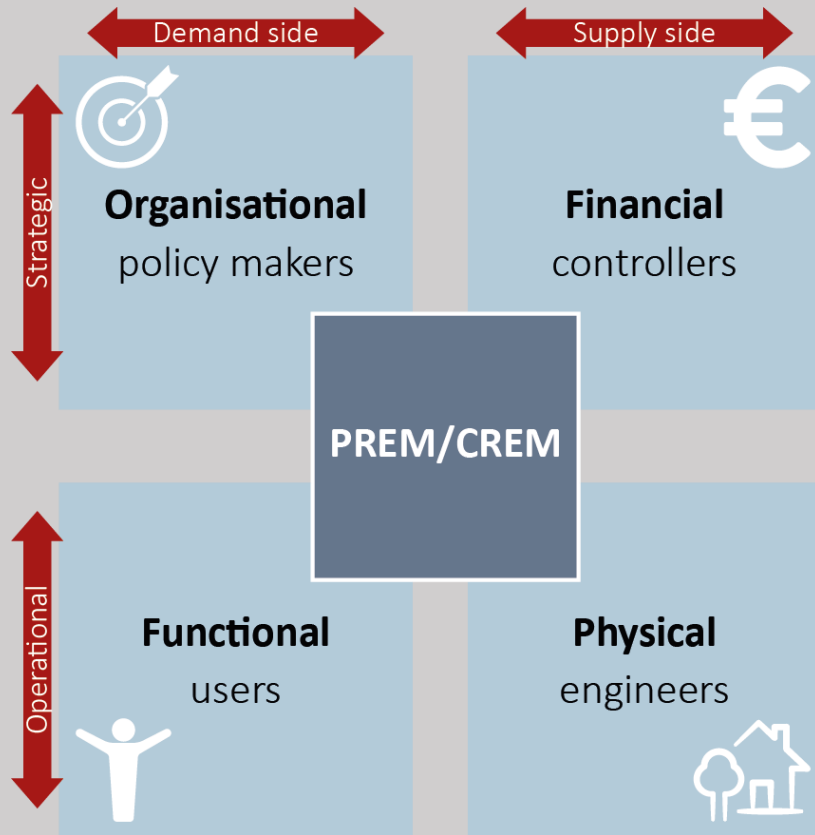 Demand side
Supply side
Strategic
Organisational
policy makers
Financial
controllers
€
PREM/CREM
Operational
Functional
users
Physical
engineers